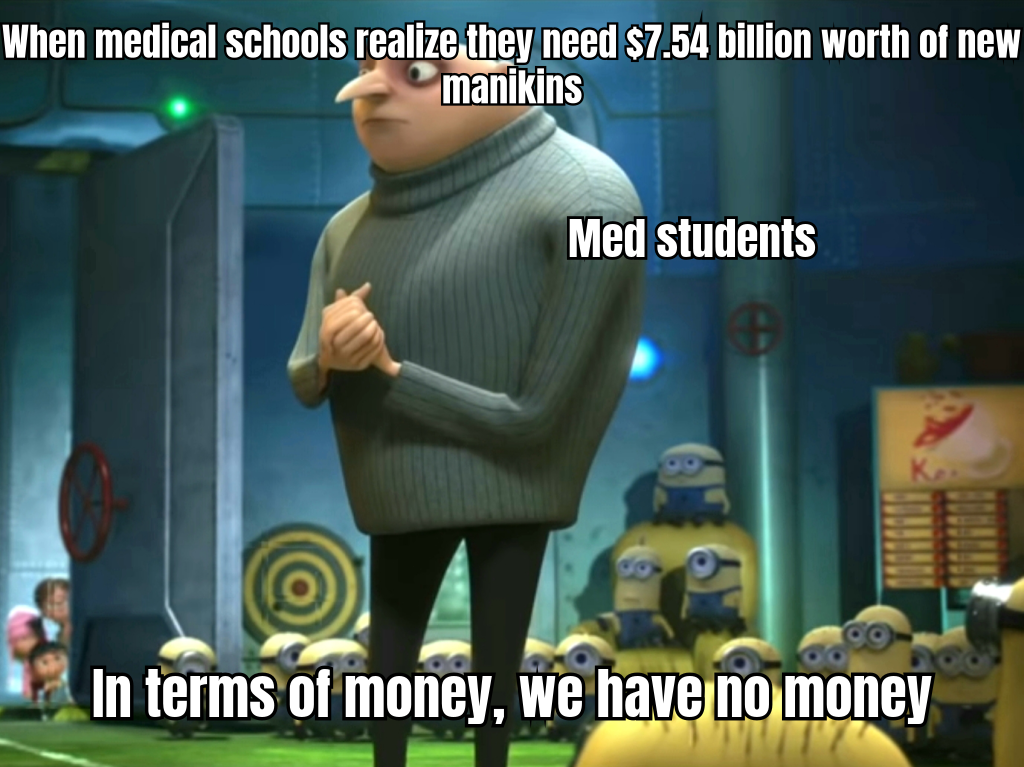 When medical schools realize they need $7.54 billion worth of new
manikins
Med students
In terms of money, we have no money